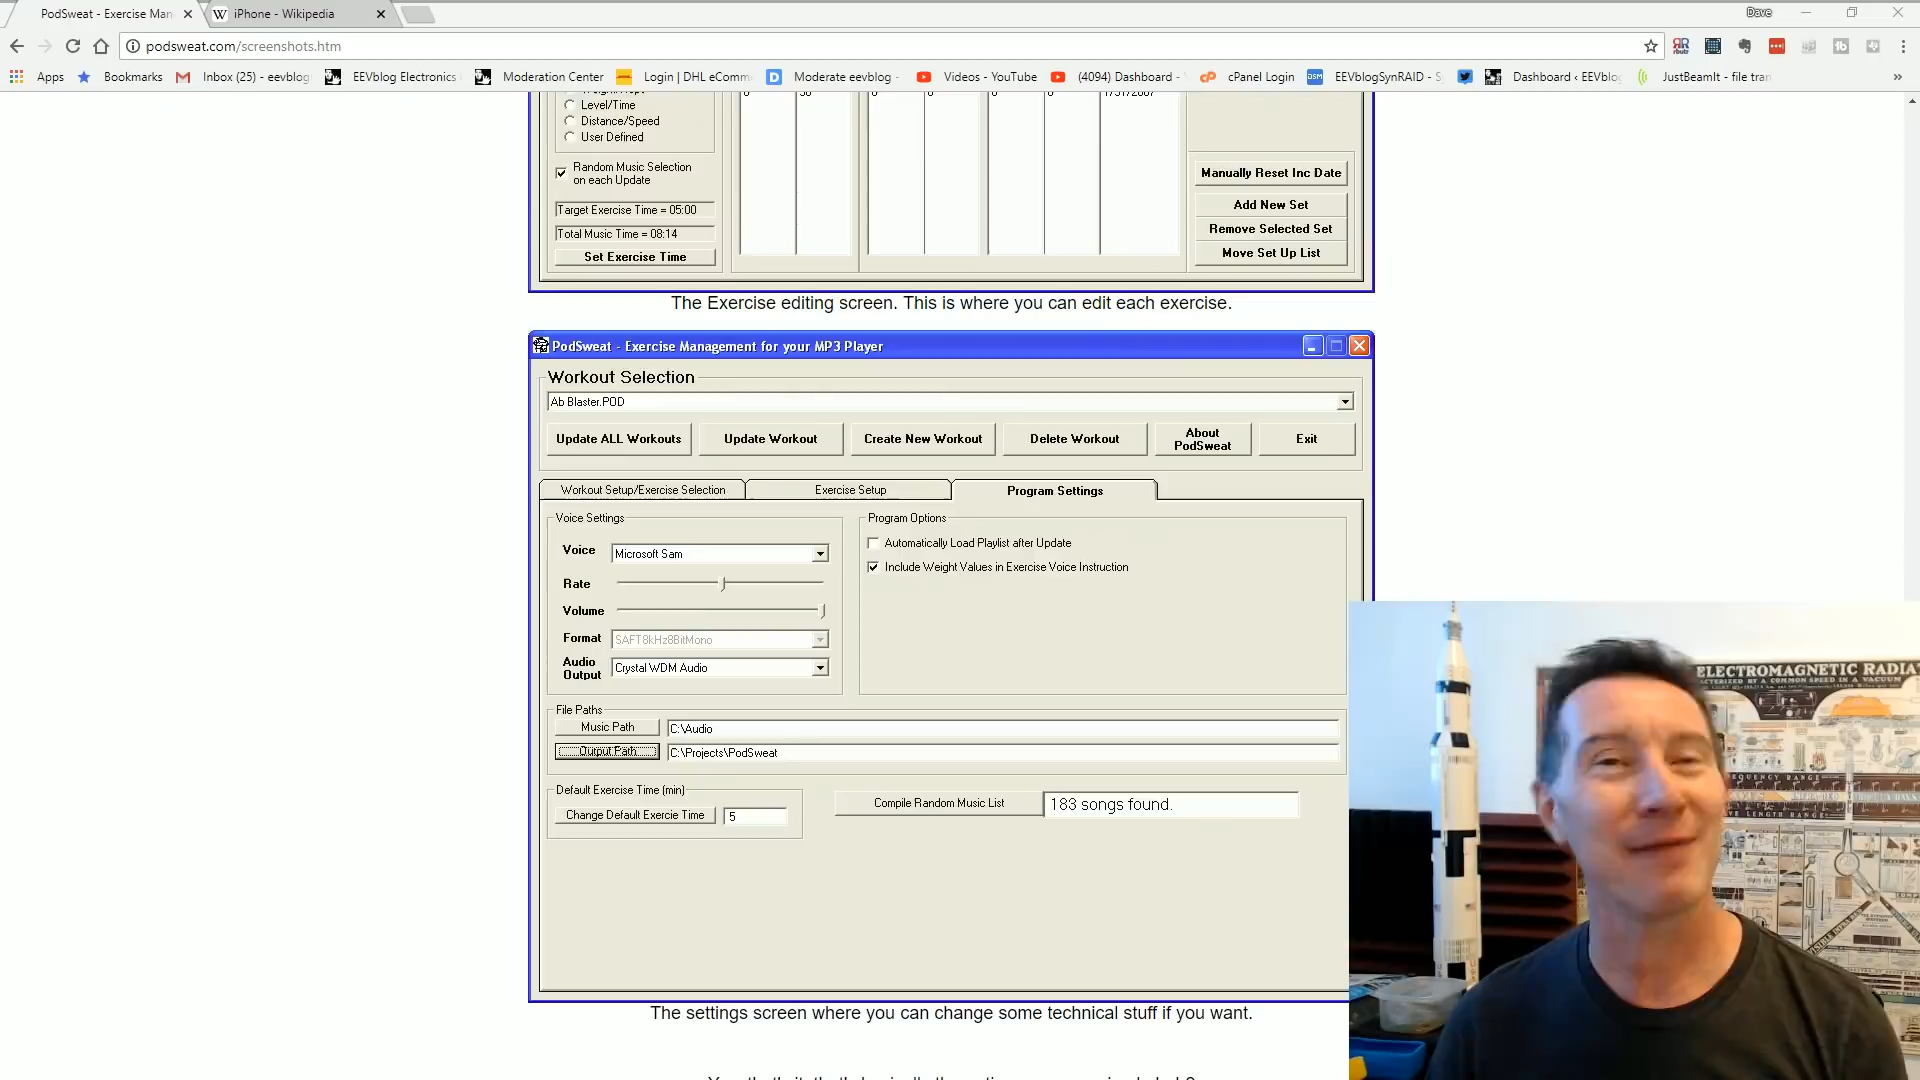 PodSweat - Exercise Man
iPhone - Wikipedia
Dave
podsweat.com/screenshots.htm
Apps
Bookmarks
Inbox (25) - eevblog
EEVblog Electronics
Moderation Center
Login | DHL eComm
Moderate eevblog -
Videos - YouTube
(4094) Dashboard -
cPanel Login
EEVblogSynRAID - S
Dashboard ‹ EEVblog
JustBeamIt - file tran
Level/Time
Distance/Speed
User Defined
Random Music Selection
on each Update
Target Exercise Time = 05:00
Total Music Time = 08:14
Set Exercise Time
Manually Reset Inc Date
Add New Set
Remove Selected Set
Move Set Up List
The Exercise editing screen. This is where you can edit each exercise.
PodSweat - Exercise Management for your MP3 Player
Workout Selection
Ab Blaster.POD
Update ALL Workouts
Update Workout
Create New Workout
Delete Workout
About
PodSweat
Exit
Workout Setup/Exercise Selection
Exercise Setup
Program Settings
Voice Settings
Voice
Microsoft Sam
Rate
Volume
Format
SAFT8kHz8BitMono
Audio
Output
Crystal WDM Audio
Program Options
Automatically Load Playlist after Update
Include Weight Values in Exercise Voice Instruction
File Paths
Music Path
C:\Audio
Output Path
C:\Projects\PodSweat
Default Exercise Time (min)
Change Default Exercie Time
5
Compile Random Music List
183 songs found.
The settings screen where you can change some technical stuff if you want.
ELECTROMAGNETIC RADIA